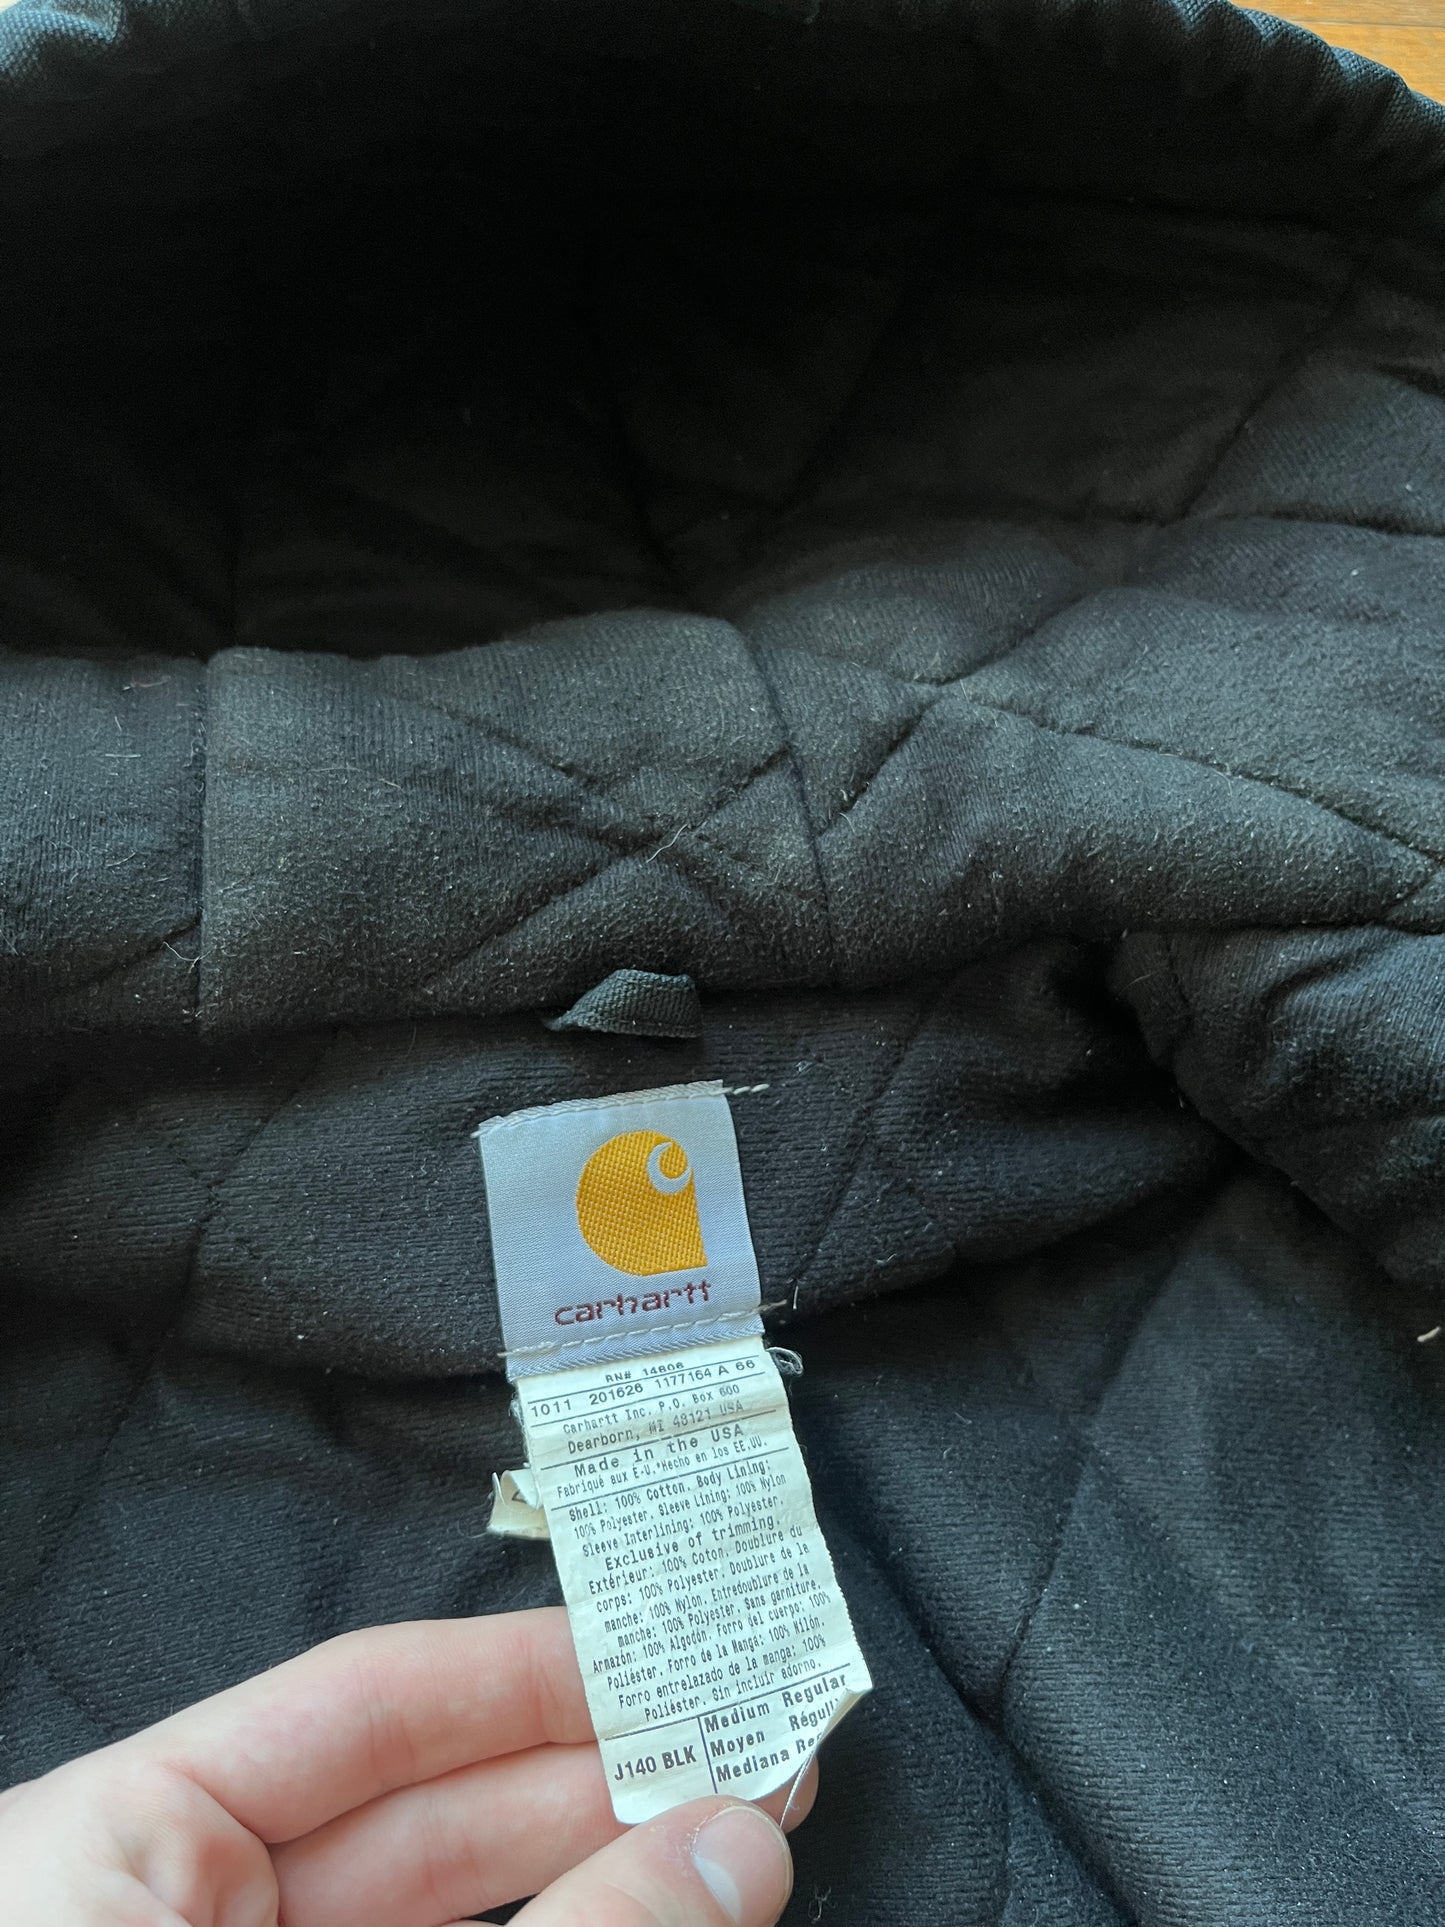 carhartt
RN# 14806
1011 201626 1177164 A 66
Carhartt Inc. P.O. Box 600
Dearborn, MI 48121 USA
Made in the USA
Fabriqué aux E-U.*Hecho en los EE.UU.
Shell: 100% Cotton. Body Lining:
100% Polyester. Sleeve Lining: 100% Nylon
Sleeve Interlining: 100% Polyester.
Exclusive of trimming.
Extérieur: 100% Coton. Doublure du
corps: 100% Polyester. Doublure de la
manche: 100% Nylon. Entredoublure de la
manche: 100% Polyester. Sans garniture.
Armazón: 100% Algodón. Forro del cuerpo: 100%
Poliéster. Forro de la Manga: 100% Nilón.
Forro entrelazado de la manga: 100%
Poliéster. Sin incluir adorno.
Medium Regular
Moyen
J140 BLK
Mediana